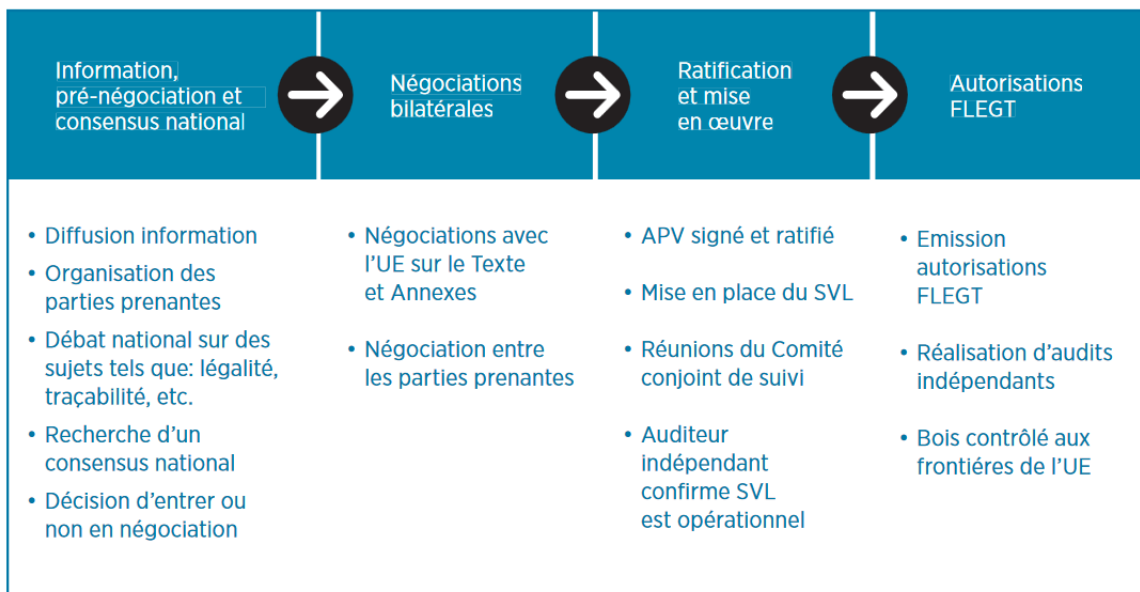 Information,
pré-négociation et
consensus national
Négociations
bilatérales
Ratification
et mise
en œuvre
Autorisations
FLEGT
• Diffusion information
• Organisation des
parties prenantes
• Débat national sur des
sujets tels que: légalité,
traçabilité, etc.
• Recherche d'un
consensus national
• Décision d'entrer ou
non en négociation
• Négociations avec
l'UE sur le Texte
et Annexes
• Négociation entre
les parties prenantes
• APV signé et ratifié
• Mise en place du SVL
• Réunions du Comité
conjoint de suivi
• Auditeur
indépendant
confirme SVL
est opérationnel
• Emission
autorisations
FLEGT
• Réalisation d'audits
indépendants
• Bois contrôlé aux
frontiéres de l'UE